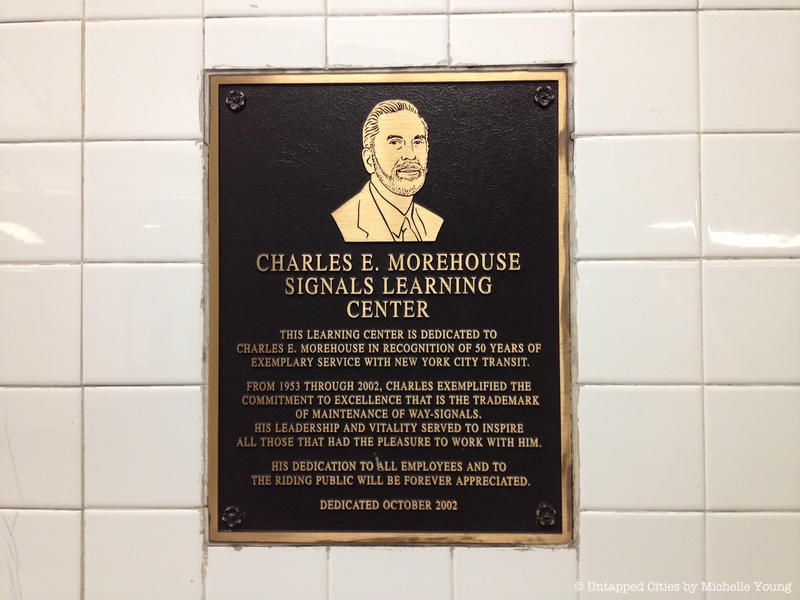 CHARLES E. MOREHOUSE
SIGNALS LEARNING
CENTER
THIS LEARNING CENTER IS DEDICATED TO
CHARLES E. MOREHOUSE IN RECOGNITION OF 50 YEARS OF
EXEMPLARY SERVICE WITH NEW YORK CITY TRANSIT.
FROM 1953 THROUGH 2002, CHARLES EXEMPLIFIED THE
COMMITMENT TO EXCELLENCE THAT IS THE TRADEMARK
OF MAINTENANCE OF WAY-SIGNALS.
HIS LEADERSHIP AND VITALITY SERVED TO INSPIRE
ALL THOSE THAT HAD THE PLEASURE TO WORK WITH HIM.
HIS DEDICATION TO ALL EMPLOYEES AND TO
THE RIDING PUBLIC WILL BE FOREVER APPRECIATED.
DEDICATED OCTOBER 2002
© Untapped Cities by Michelle Young